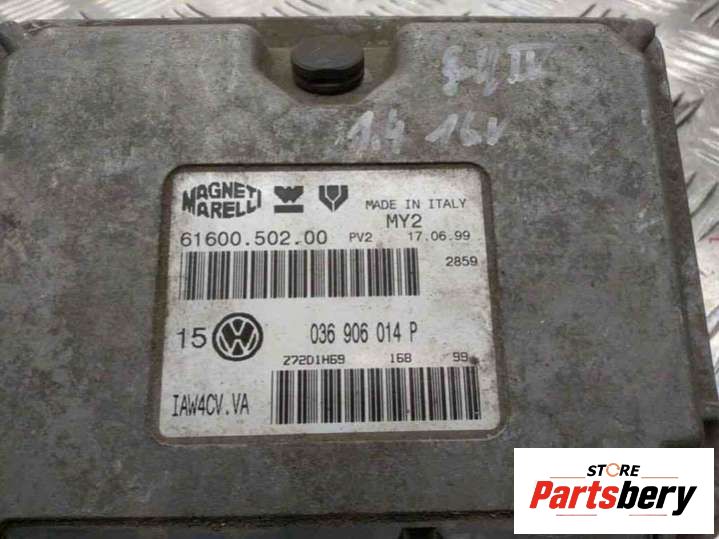 1.4 16v
MAGNETI
MARELLI
MADE IN ITALY
MY2
61600.502.00 PV2 17.06.99
2859
15 VW 036 906 014 P
272D1H69 168 99
IAW4CV.VA
STORE
Partsbery